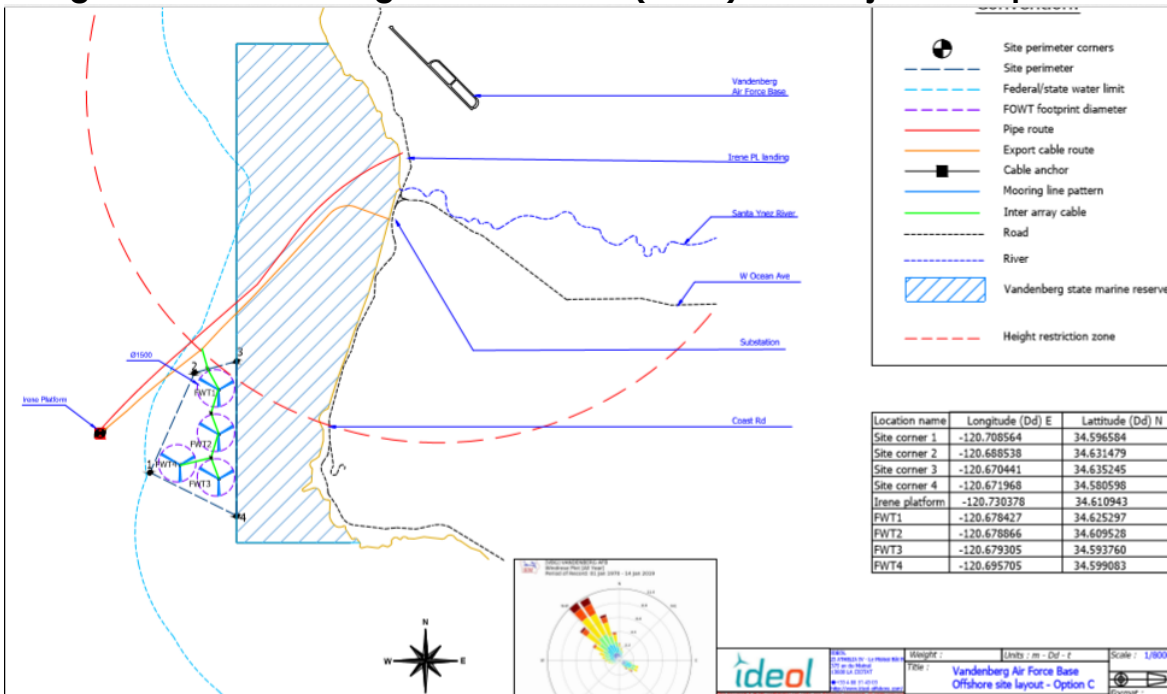 Convention:
Site perimeter corners
Site perimeter
Federal/state water limit
FOWT footprint diameter
Pipe route
Export cable route
Cable anchor
Mooring line pattern
Inter array cable
Road
River
Vandenberg state marine reserve
Height restriction zone
Vandenberg
Air Force Base
Irene PL landing
Santa Ynez River
W Ocean Ave
Substation
Coast Rd
Ø1500
Irene Platform
1
2
3
4
FWT1
FWT2
FWT3
FWT4
Location name Longitude (Dd) E Lattitude (Dd) N
Site corner 1 -120.708564 34.596584
Site corner 2 -120.688538 34.631479
Site corner 3 -120.670441 34.635245
Site corner 4 -120.671968 34.580598
Irene platform -120.730378 34.610943
FWT1 -120.678427 34.625297
FWT2 -120.678866 34.609528
FWT3 -120.679305 34.593760
FWT4 -120.695705 34.599083
N
W E
S
ideol
Weight : Units : m - Dd - t Scale : 1/800
Title :
Vandenberg Air Force Base
Offshore site layout - Option C